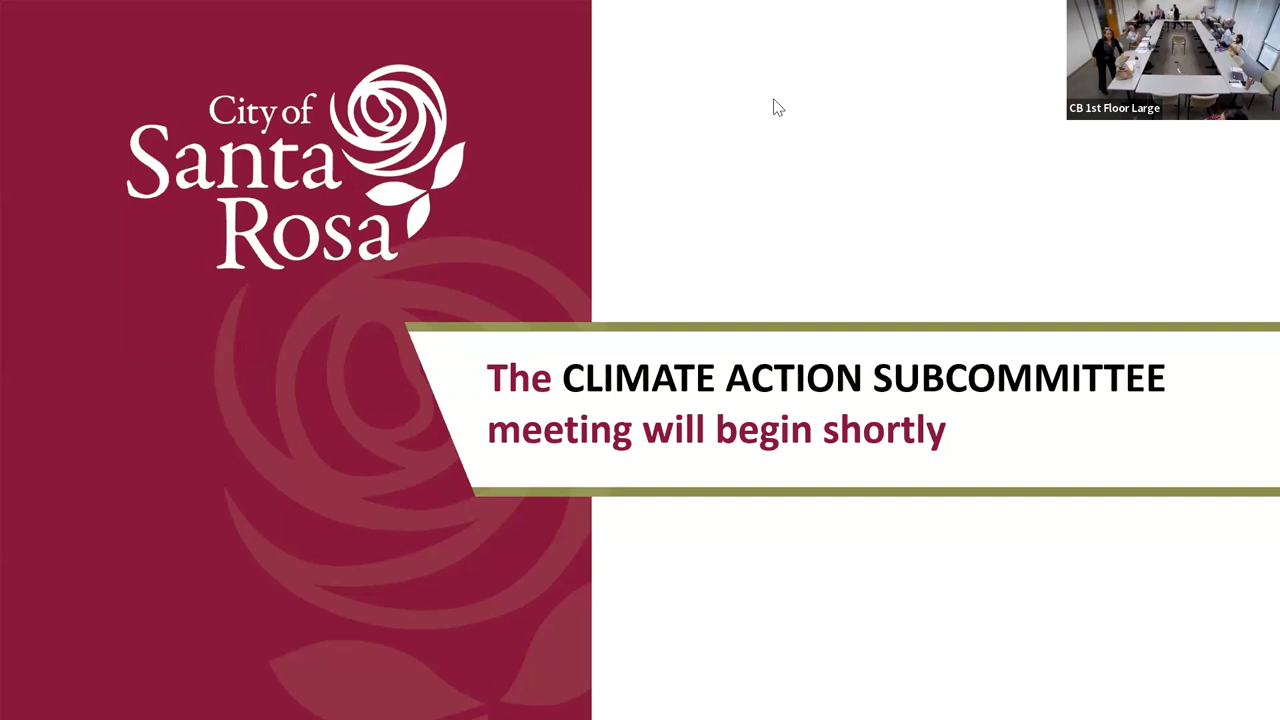 City of
Santa
Rosa
CB 1st Floor Large
The CLIMATE ACTION SUBCOMMITTEE
meeting will begin shortly